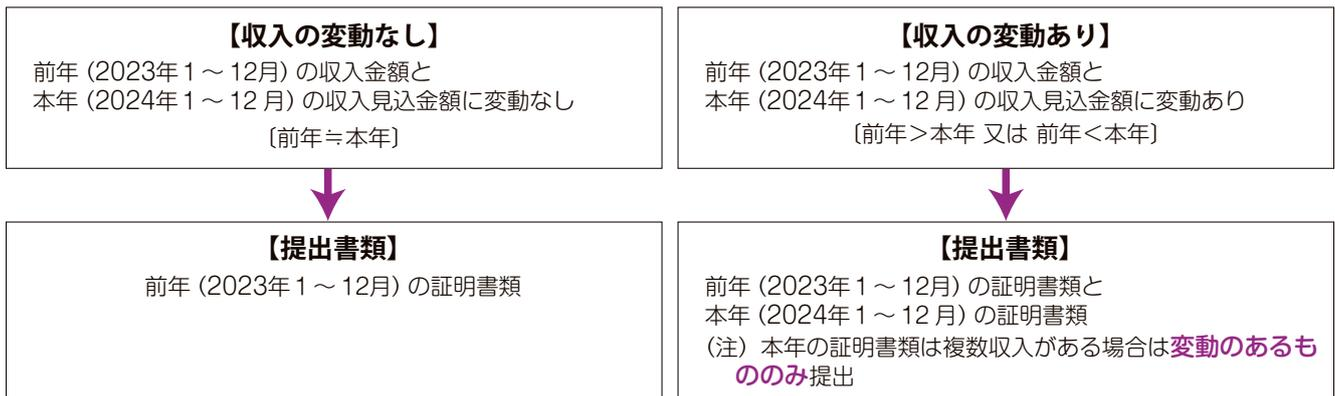 【収入の変動なし】
前年（2023年１～12月）の収入金額と
本年（2024年１～12月）の収入見込金額に変動なし
〔前年≒本年〕
【収入の変動あり】
前年（2023年１～12月）の収入金額と
本年（2024年１～12月）の収入見込金額に変動あり
〔前年＞本年 又は 前年＜本年〕
【提出書類】
前年（2023年１～12月）の証明書類
【提出書類】
前年（2023年１～12月）の証明書類と
本年（2024年１～12月）の証明書類
（注）本年の証明書類は複数収入がある場合は変動のあるも
ののみ提出